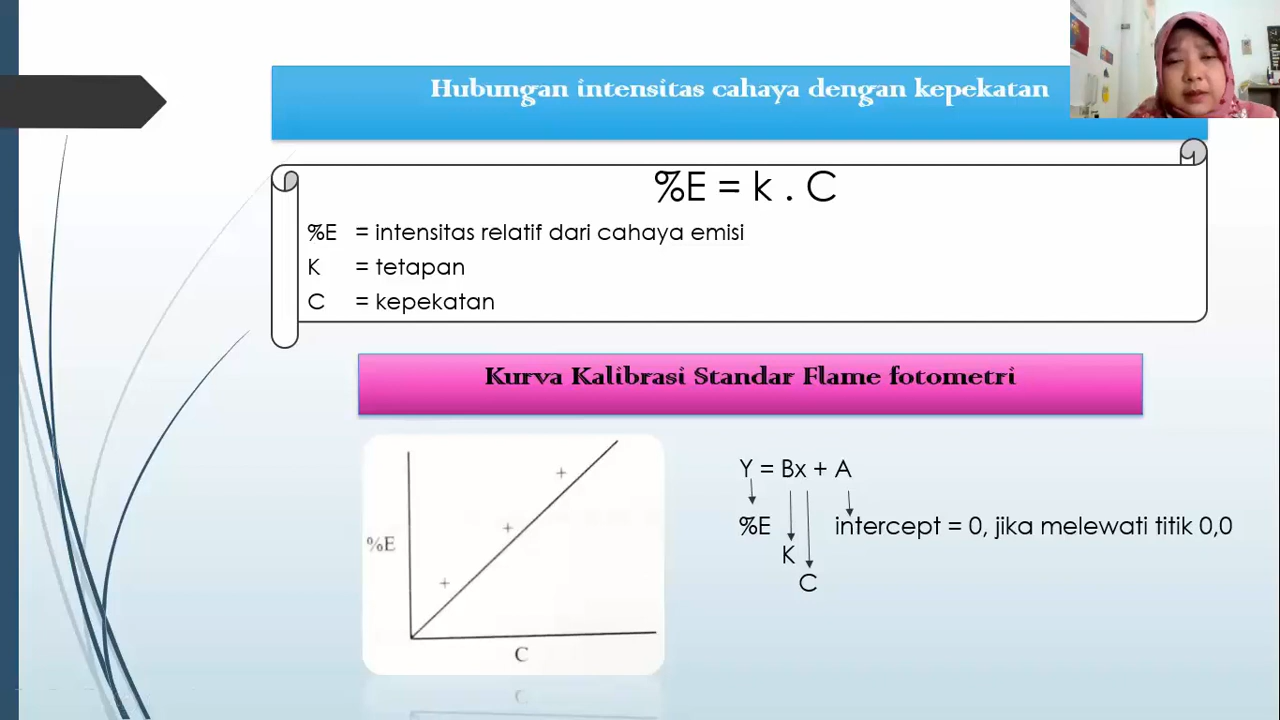 Hubungan intensitas cahaya dengan kepekatan
%E = k . C
%E = intensitas relatif dari cahaya emisi
K = tetapan
C = kepekatan
Kurva Kalibrasi Standar Flame fotometri
%E
C
C
Y = Bx + A
%E intercept = 0, jika melewati titik 0,0
K
C